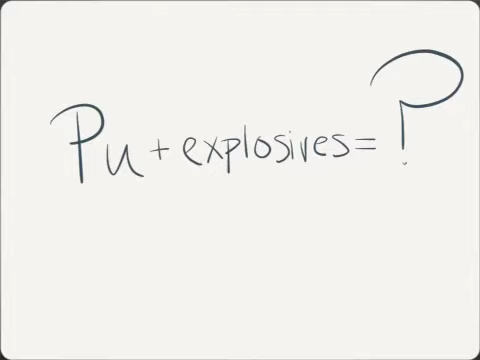 Pu + explosives = ?